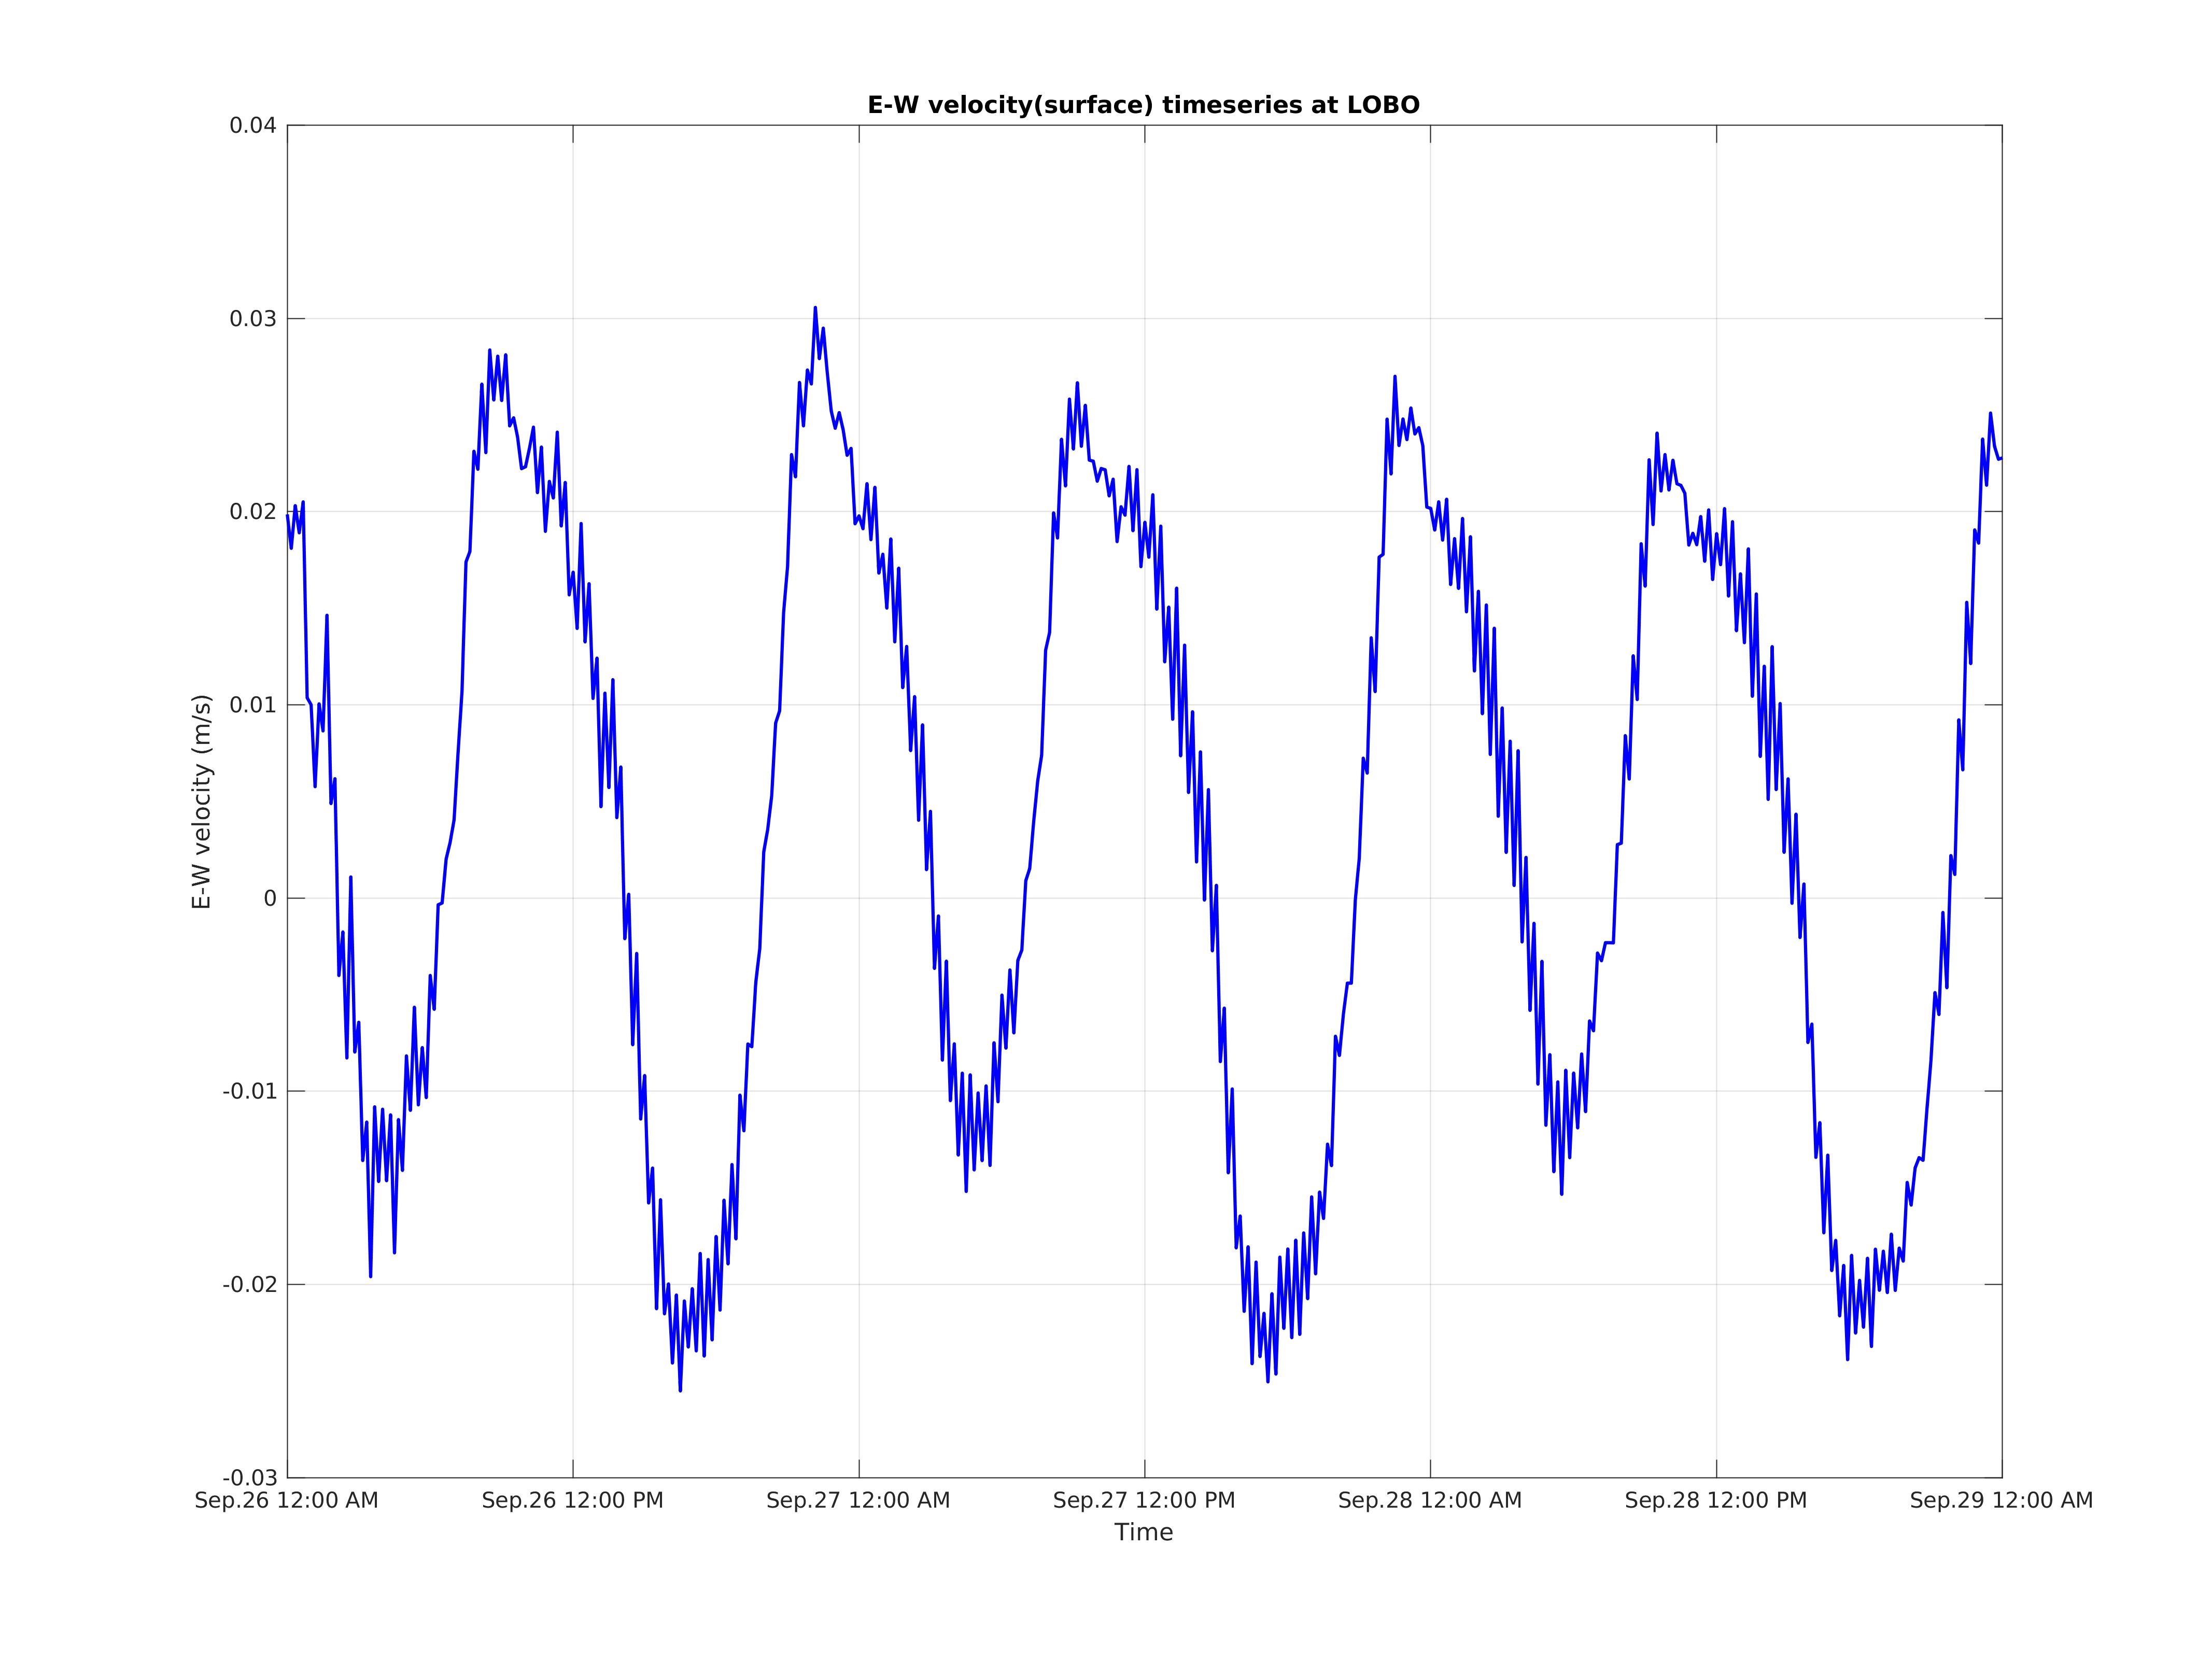 E-W velocity(surface) timeseries at LOBO
0.04
0.03
0.02
0.01
0
-0.01
-0.02
-0.03
E-W velocity (m/s)
Sep.26 12:00 AM
Sep.26 12:00 PM
Sep.27 12:00 AM
Sep.27 12:00 PM
Sep.28 12:00 AM
Sep.28 12:00 PM
Sep.29 12:00 AM
Time